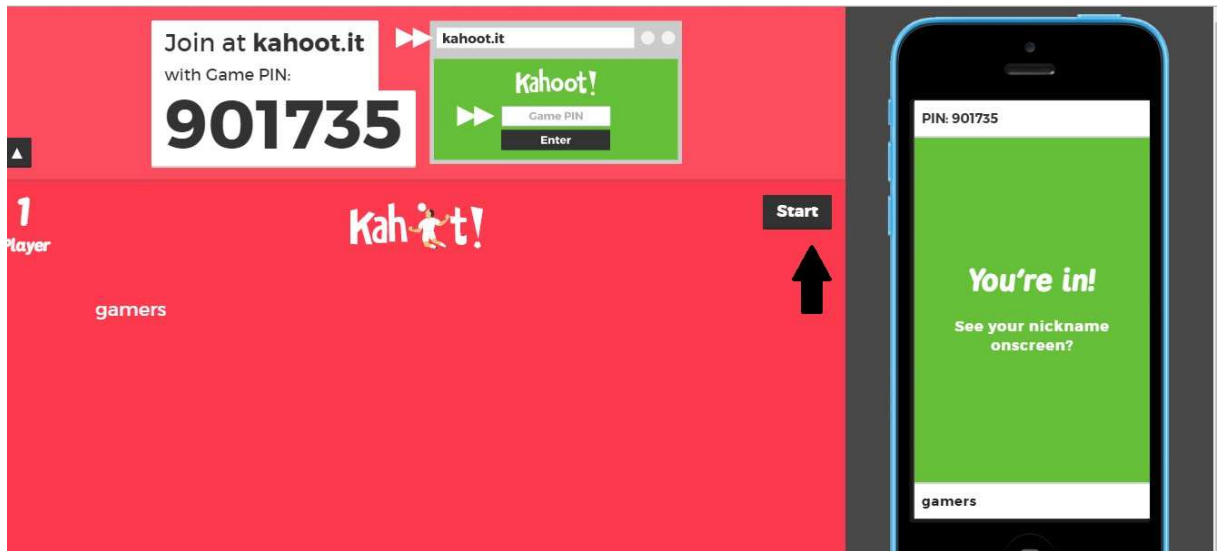 Join at kahoot.it
with Game PIN:
901735
kahoot.it
Kahoot!
Game PIN
Enter
1
Player
Kahoot!
Start
gamers
PIN: 901735
You're in!
See your nickname
onscreen?
gamers